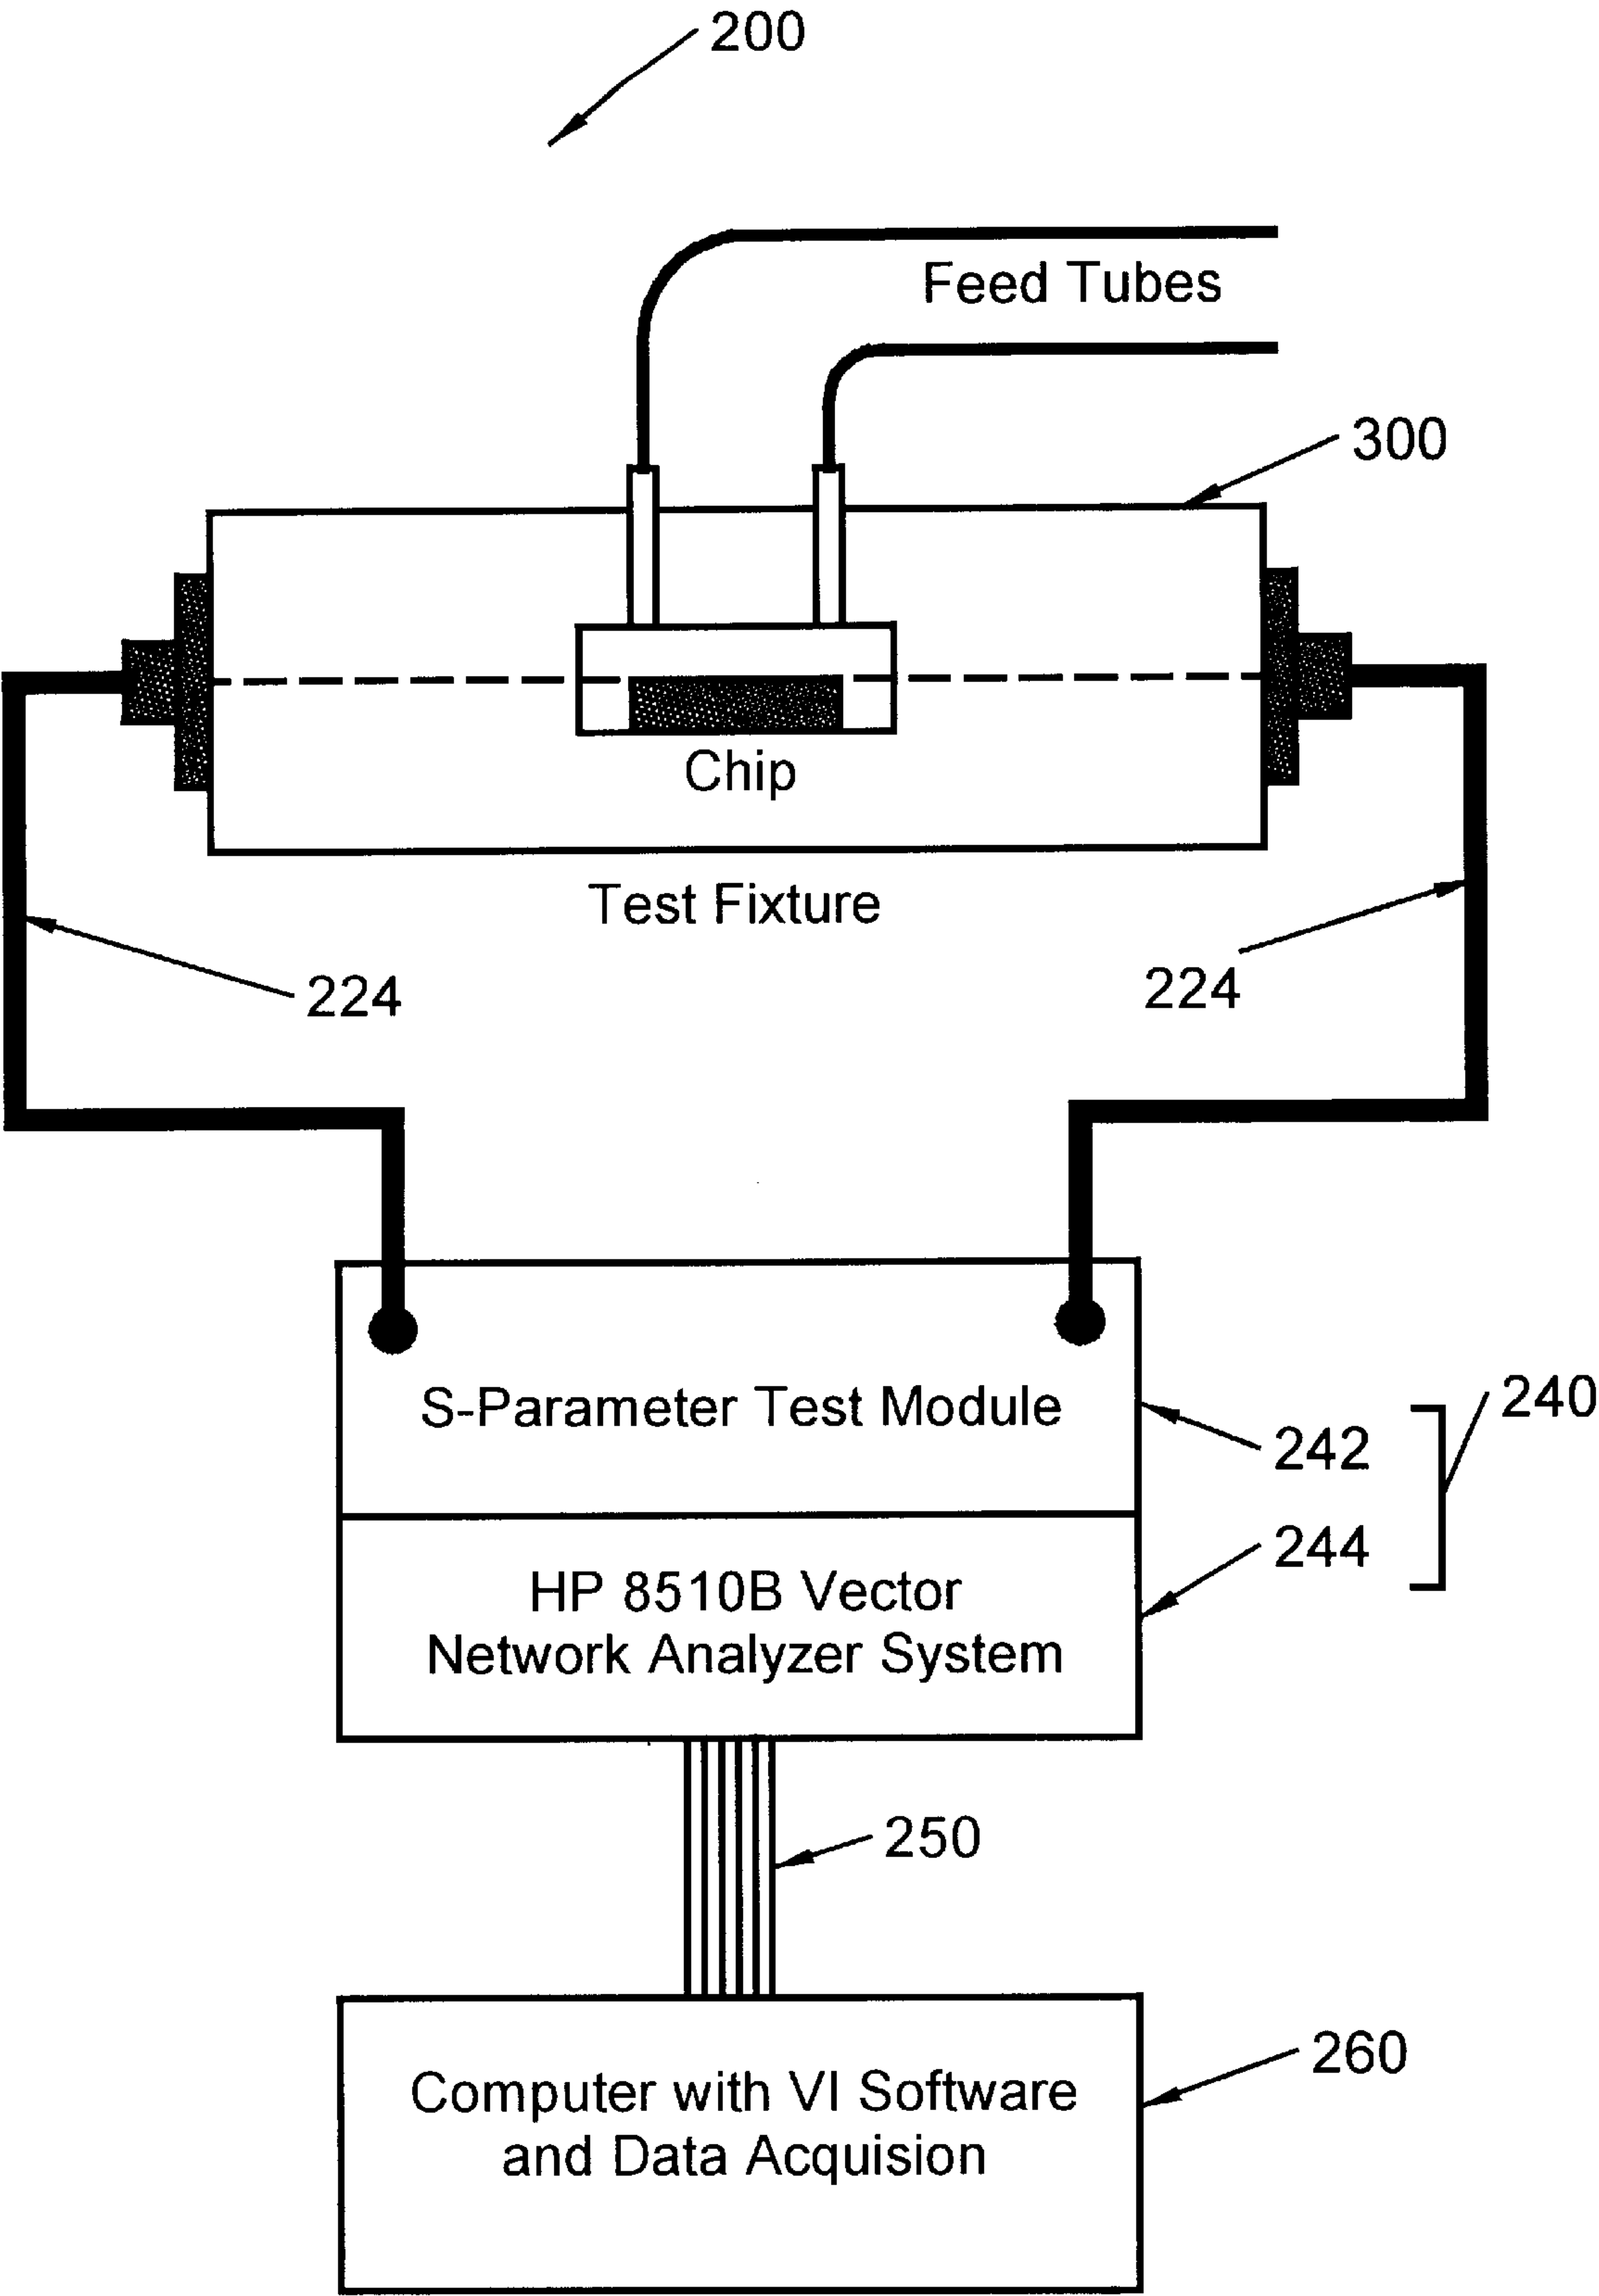 200
Feed Tubes
300
Chip
Test Fixture
224
224
S-Parameter Test Module
240
242
244
HP 8510B Vector
Network Analyzer System
250
260
Computer with VI Software
and Data Acquision